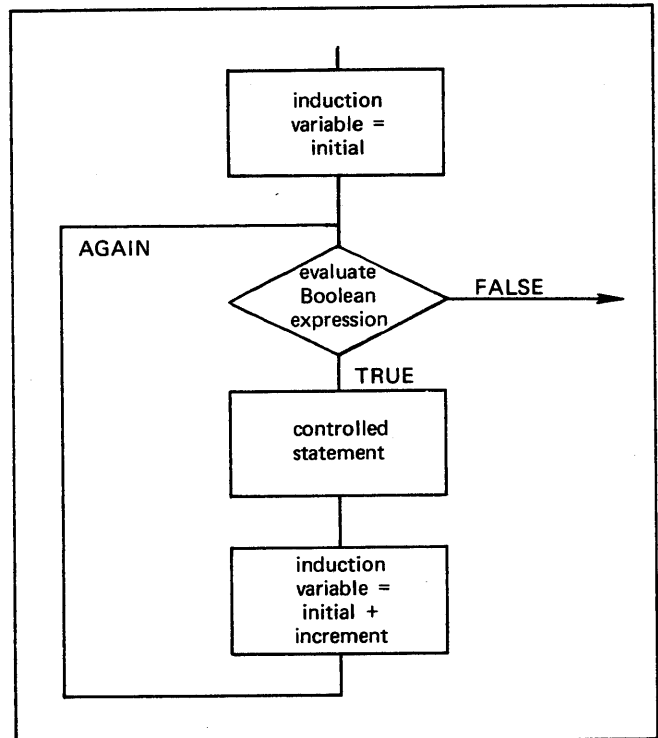 induction
variable =
initial
AGAIN
evaluate
Boolean
expression
FALSE
TRUE
controlled
statement
induction
variable =
initial +
increment